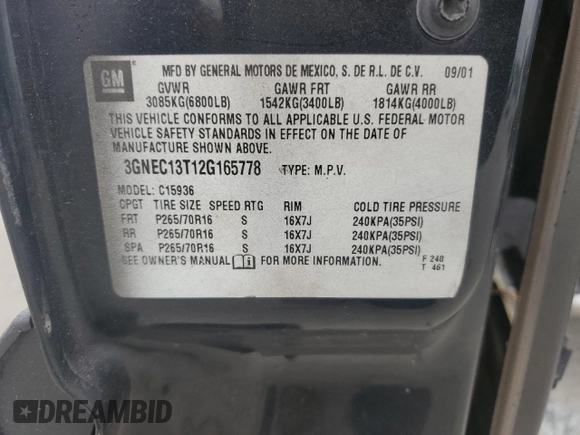 GM
MFD BY GENERAL MOTORS DE MEXICO, S. DE R.L. DE C.V. 09/01
GVWR GAWR FRT GAWR RR
3085KG(6800LB) 1542KG(3400LB) 1814KG(4000LB)
THIS VEHICLE CONFORMS TO ALL APPLICABLE U.S. FEDERAL MOTOR
VEHICLE SAFETY STANDARDS IN EFFECT ON THE DATE OF
MANUFACTURE SHOWN ABOVE.
3GNEC13T12G165778 TYPE: M.P.V.
MODEL: C15936
CPGT TIRE SIZE SPEED RTG RIM COLD TIRE PRESSURE
FRT P265/70R16 S 16X7J 240KPA(35PSI)
RR P265/70R16 S 16X7J 240KPA(35PSI)
SPA P265/70R16 S 16X7J 240KPA(35PSI)
SEE OWNER'S MANUAL FOR MORE INFORMATION.
F 240
T 461
DREAMBID